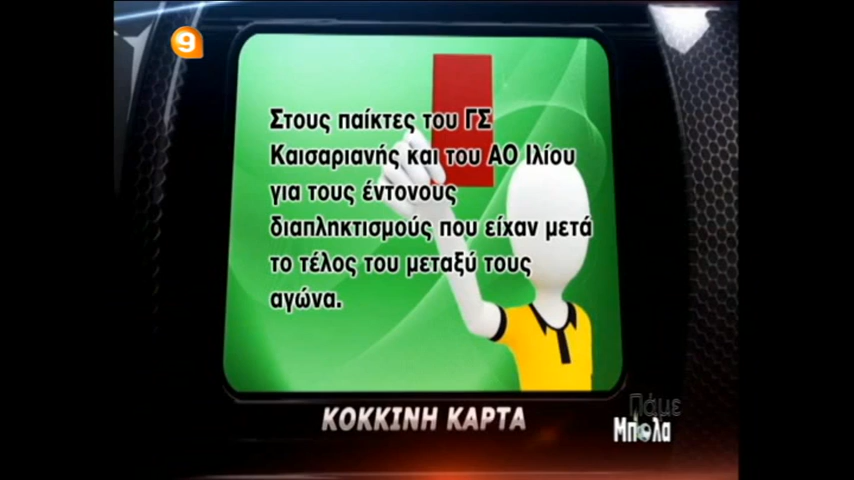 9
Στους παίκτες του ΓΣ
Καισαριανής και του ΑΟ Ιλίου
για τους έντονους
διαπληκτισμούς που είχαν μετά
το τέλος του μεταξύ τους
αγώνα.
ΚΟΚΚΙΝΗ ΚΑΡΤΑ
Πάμε
Μπαλα